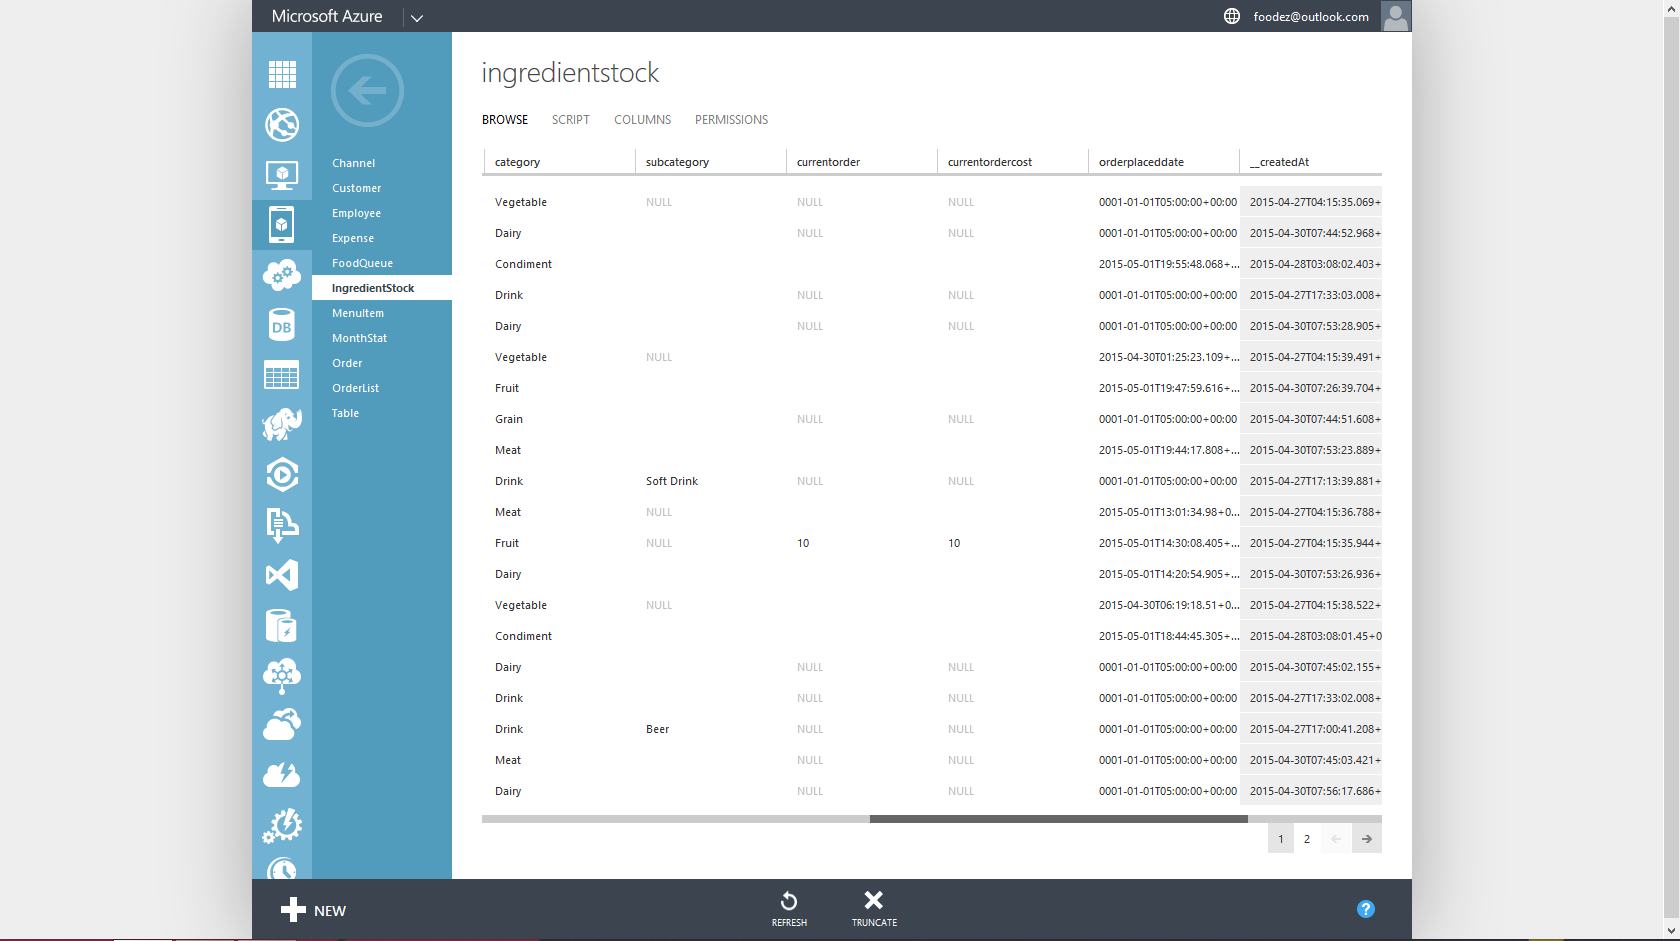 Microsoft Azure
foodez@outlook.com
ingredientstock
BROWSE SCRIPT COLUMNS PERMISSIONS
Channel
Customer
Employee
Expense
FoodQueue
IngredientStock
MenuItem
MonthStat
Order
OrderList
Table
DB
category subcategory currentorder currentordercost orderplaceddate __createdAt
Vegetable NULL NULL NULL 0001-01-01T05:00:00+00:00 2015-04-27T04:15:35.069+
Dairy NULL NULL 0001-01-01T05:00:00+00:00 2015-04-30T07:44:52.968+
Condiment 2015-05-01T19:55:48.068+... 2015-04-28T03:08:02.403+
Drink NULL NULL 0001-01-01T05:00:00+00:00 2015-04-27T17:33:03.008+
Dairy NULL NULL 0001-01-01T05:00:00+00:00 2015-04-30T07:53:28.905+
Vegetable NULL 2015-04-30T01:25:23.109+... 2015-04-27T04:15:39.491+
Fruit 2015-05-01T19:47:59.616+... 2015-04-30T07:26:39.704+
Grain NULL NULL 0001-01-01T05:00:00+00:00 2015-04-30T07:44:51.608+
Meat 2015-05-01T19:44:17.808+... 2015-04-30T07:53:23.889+
Drink Soft Drink NULL NULL 0001-01-01T05:00:00+00:00 2015-04-27T17:13:39.881+
Meat NULL 2015-05-01T13:01:34.98+0... 2015-04-27T04:15:36.788+
Fruit NULL 10 10 2015-05-01T14:30:08.405+... 2015-04-27T04:15:35.944+
Dairy 2015-05-01T14:20:54.905+... 2015-04-30T07:53:26.936+
Vegetable NULL 2015-04-30T06:19:18.51+0... 2015-04-27T04:15:38.522+
Condiment 2015-05-01T18:44:45.305+... 2015-04-28T03:08:01.45+0
Dairy NULL NULL 0001-01-01T05:00:00+00:00 2015-04-30T07:45:02.155+
Drink NULL NULL 0001-01-01T05:00:00+00:00 2015-04-27T17:33:02.008+
Drink Beer NULL NULL 0001-01-01T05:00:00+00:00 2015-04-27T17:00:41.208+
Meat NULL NULL 0001-01-01T05:00:00+00:00 2015-04-30T07:45:03.421+
Dairy NULL NULL 0001-01-01T05:00:00+00:00 2015-04-30T07:56:17.686+
1 2
NEW
REFRESH
TRUNCATE
?